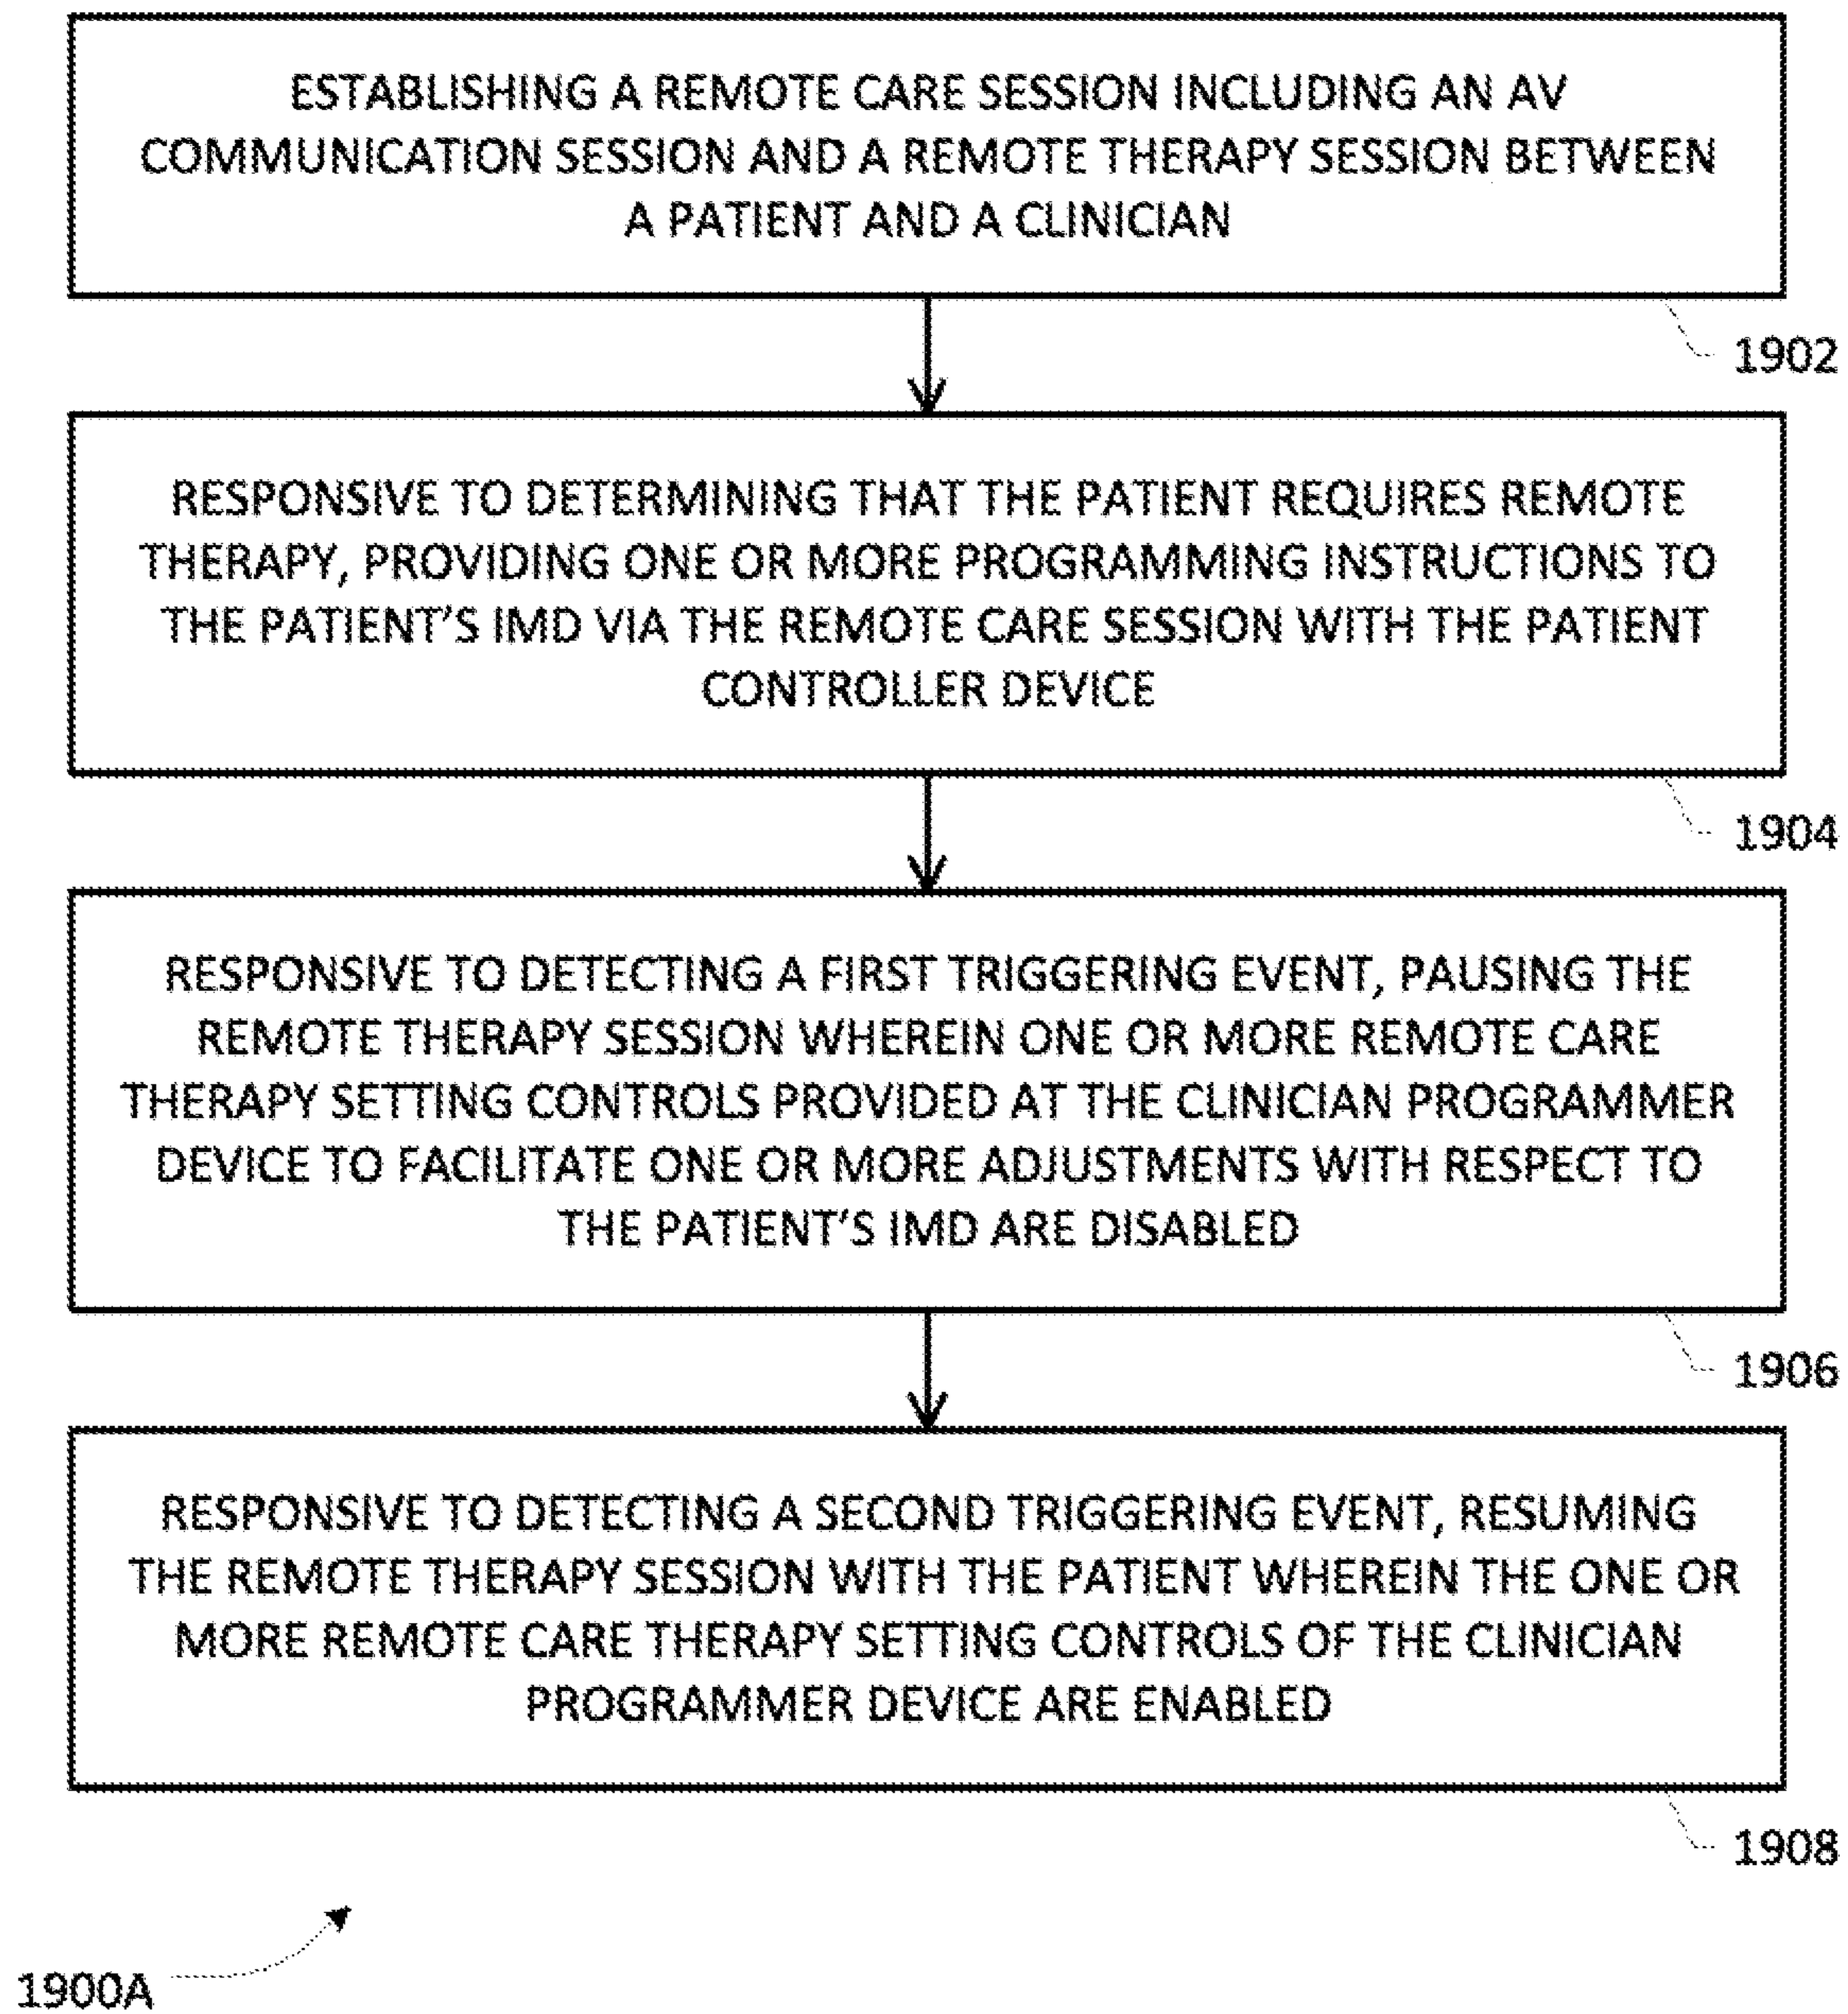 ESTABLISHING A REMOTE CARE SESSION INCLUDING AN AV
COMMUNICATION SESSION AND A REMOTE THERAPY SESSION BETWEEN
A PATIENT AND A CLINICIAN
1902
RESPONSIVE TO DETERMINING THAT THE PATIENT REQUIRES REMOTE
THERAPY, PROVIDING ONE OR MORE PROGRAMMING INSTRUCTIONS TO
THE PATIENT'S IMD VIA THE REMOTE CARE SESSION WITH THE PATIENT
CONTROLLER DEVICE
1904
RESPONSIVE TO DETECTING A FIRST TRIGGERING EVENT, PAUSING THE
REMOTE THERAPY SESSION WHEREIN ONE OR MORE REMOTE CARE
THERAPY SETTING CONTROLS PROVIDED AT THE CLINICIAN PROGRAMMER
DEVICE TO FACILITATE ONE OR MORE ADJUSTMENTS WITH RESPECT TO
THE PATIENT'S IMD ARE DISABLED
1906
RESPONSIVE TO DETECTING A SECOND TRIGGERING EVENT, RESUMING
THE REMOTE THERAPY SESSION WITH THE PATIENT WHEREIN THE ONE OR
MORE REMOTE CARE THERAPY SETTING CONTROLS OF THE CLINICIAN
PROGRAMMER DEVICE ARE ENABLED
1908
1900A